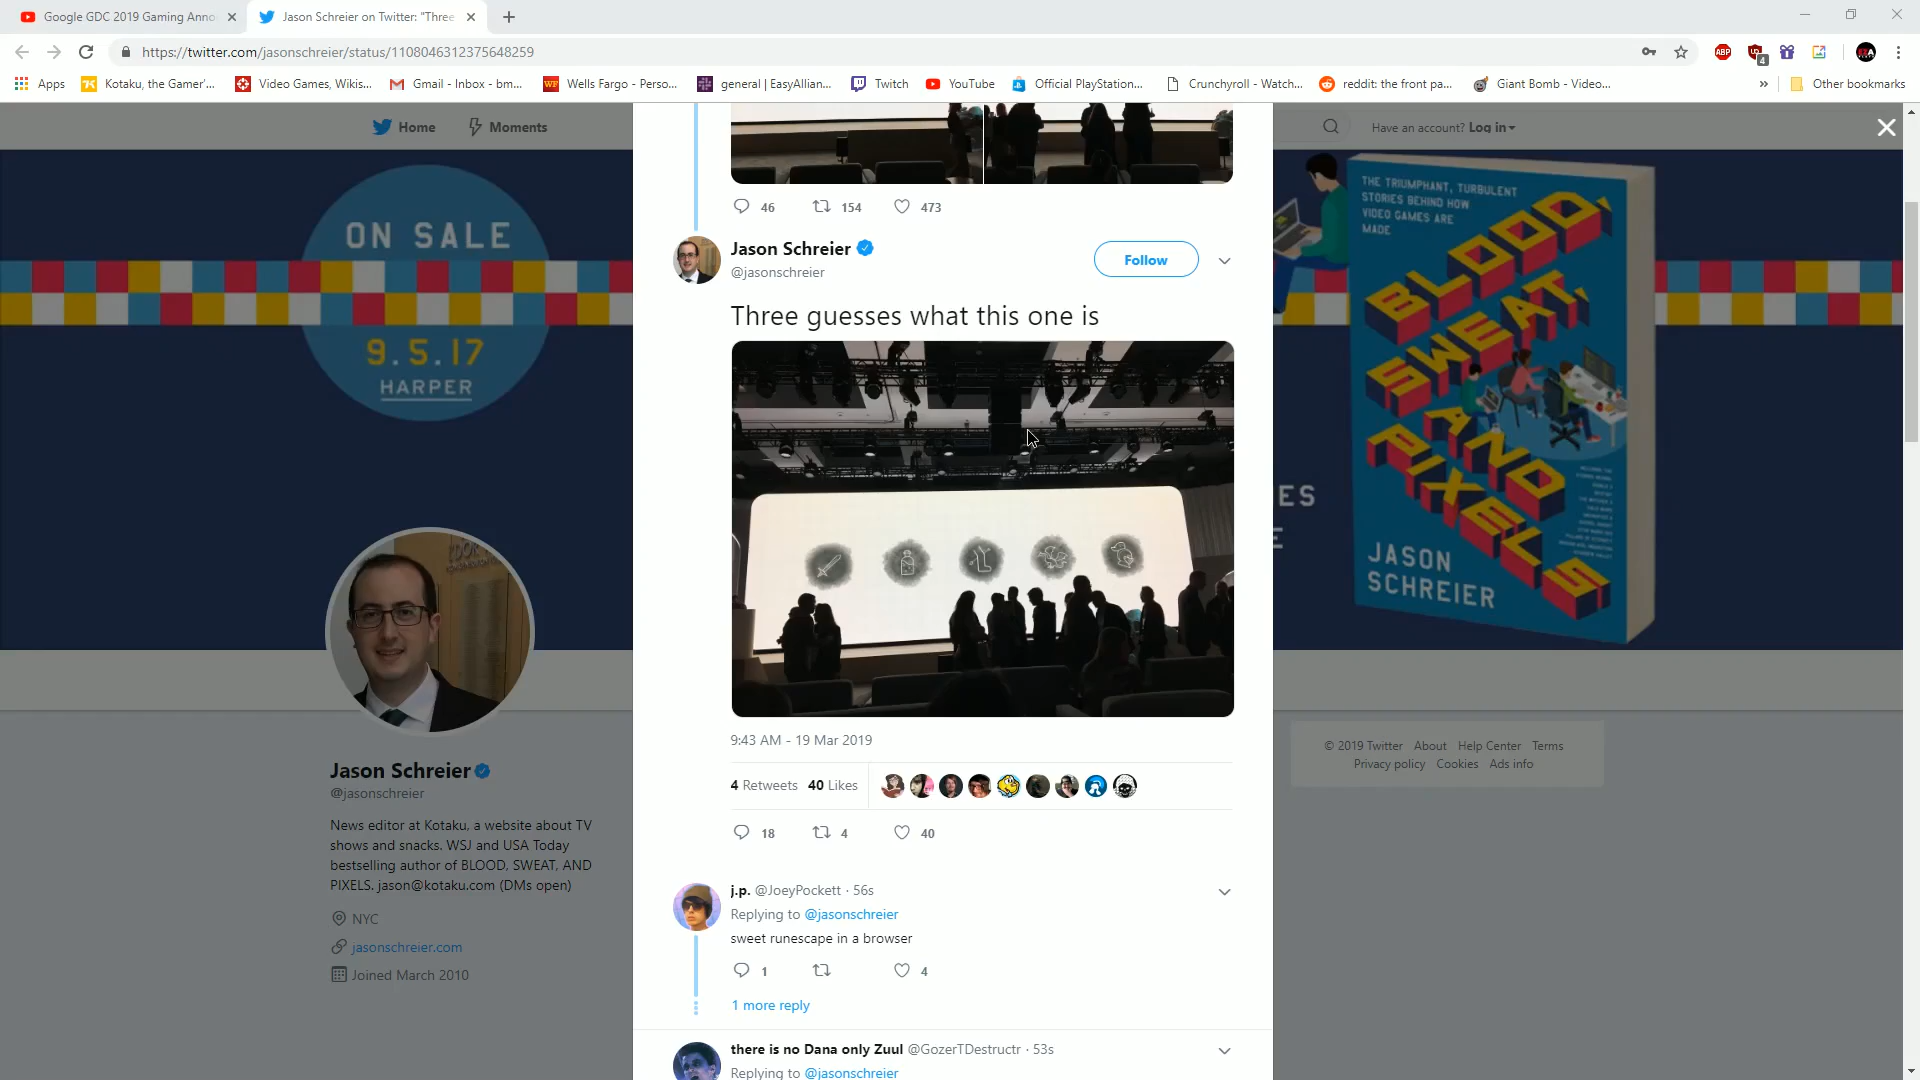 Google GDC 2019 Gaming Anno
Jason Schreier on Twitter: "Three
https://twitter.com/jasonschreier/status/1108046312375648259
ABP
4
Apps
Kotaku, the Gamer'...
Video Games, Wikis...
Gmail - Inbox - bm...
Wells Fargo - Perso...
general | EasyAllian...
Twitch
YouTube
Official PlayStation...
Crunchyroll - Watch...
reddit: the front pa...
Giant Bomb - Video...
»
Other bookmarks
Home
Moments
Have an account? Log in
ON SALE
9.5.17
HARPER
46 154 473
Jason Schreier
@jasonschreier
Follow
Three guesses what this one is
9:43 AM - 19 Mar 2019
4 Retweets 40 Likes
18 4 40
j.p. @JoeyPockett · 56s
Replying to @jasonschreier
sweet runescape in a browser
1 4
1 more reply
there is no Dana only Zuul @GozerTDestructr · 53s
Replying to @jasonschreier
Jason Schreier
@jasonschreier
News editor at Kotaku, a website about TV
shows and snacks. WSJ and USA Today
bestselling author of BLOOD, SWEAT, AND
PIXELS. jason@kotaku.com (DMs open)
NYC
jasonschreier.com
Joined March 2010
THE TRIUMPHANT, TURBULENT
STORIES BEHIND HOW
VIDEO GAMES ARE
MADE
BLOOD,
SWEAT,
AND
PIXELS
JASON
SCHREIER
ES
E
© 2019 Twitter About Help Center Terms
Privacy policy Cookies Ads info